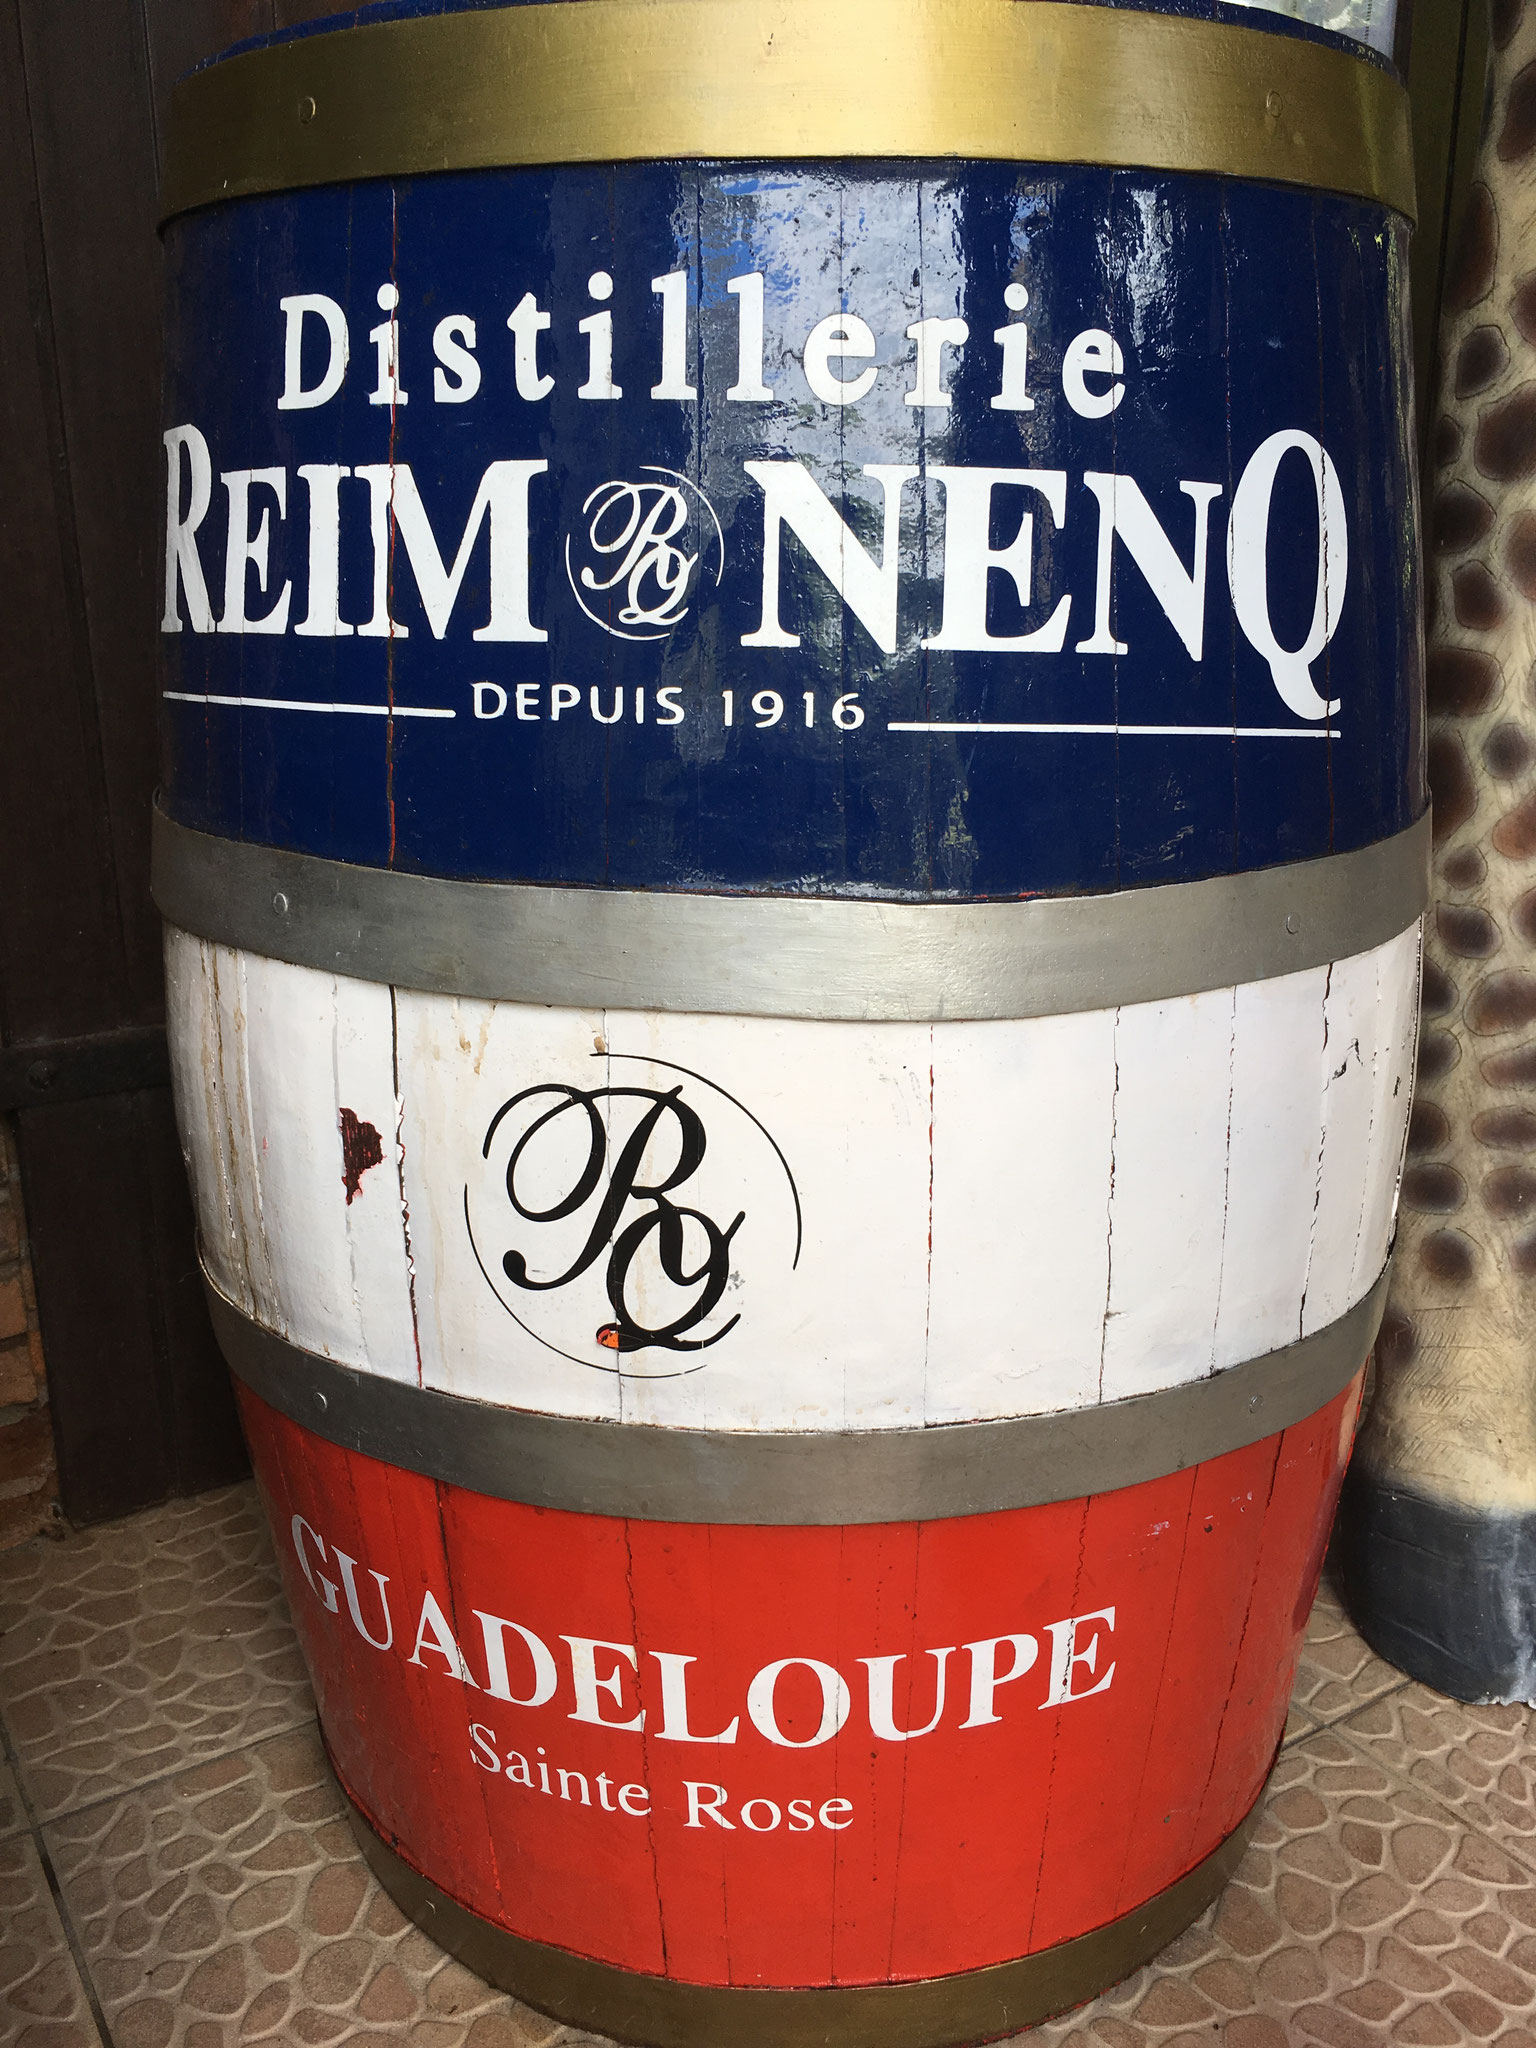 Distillerie
REIM RQ NENQ
DEPUIS 1916
RQ
GUADELOUPE
Sainte Rose